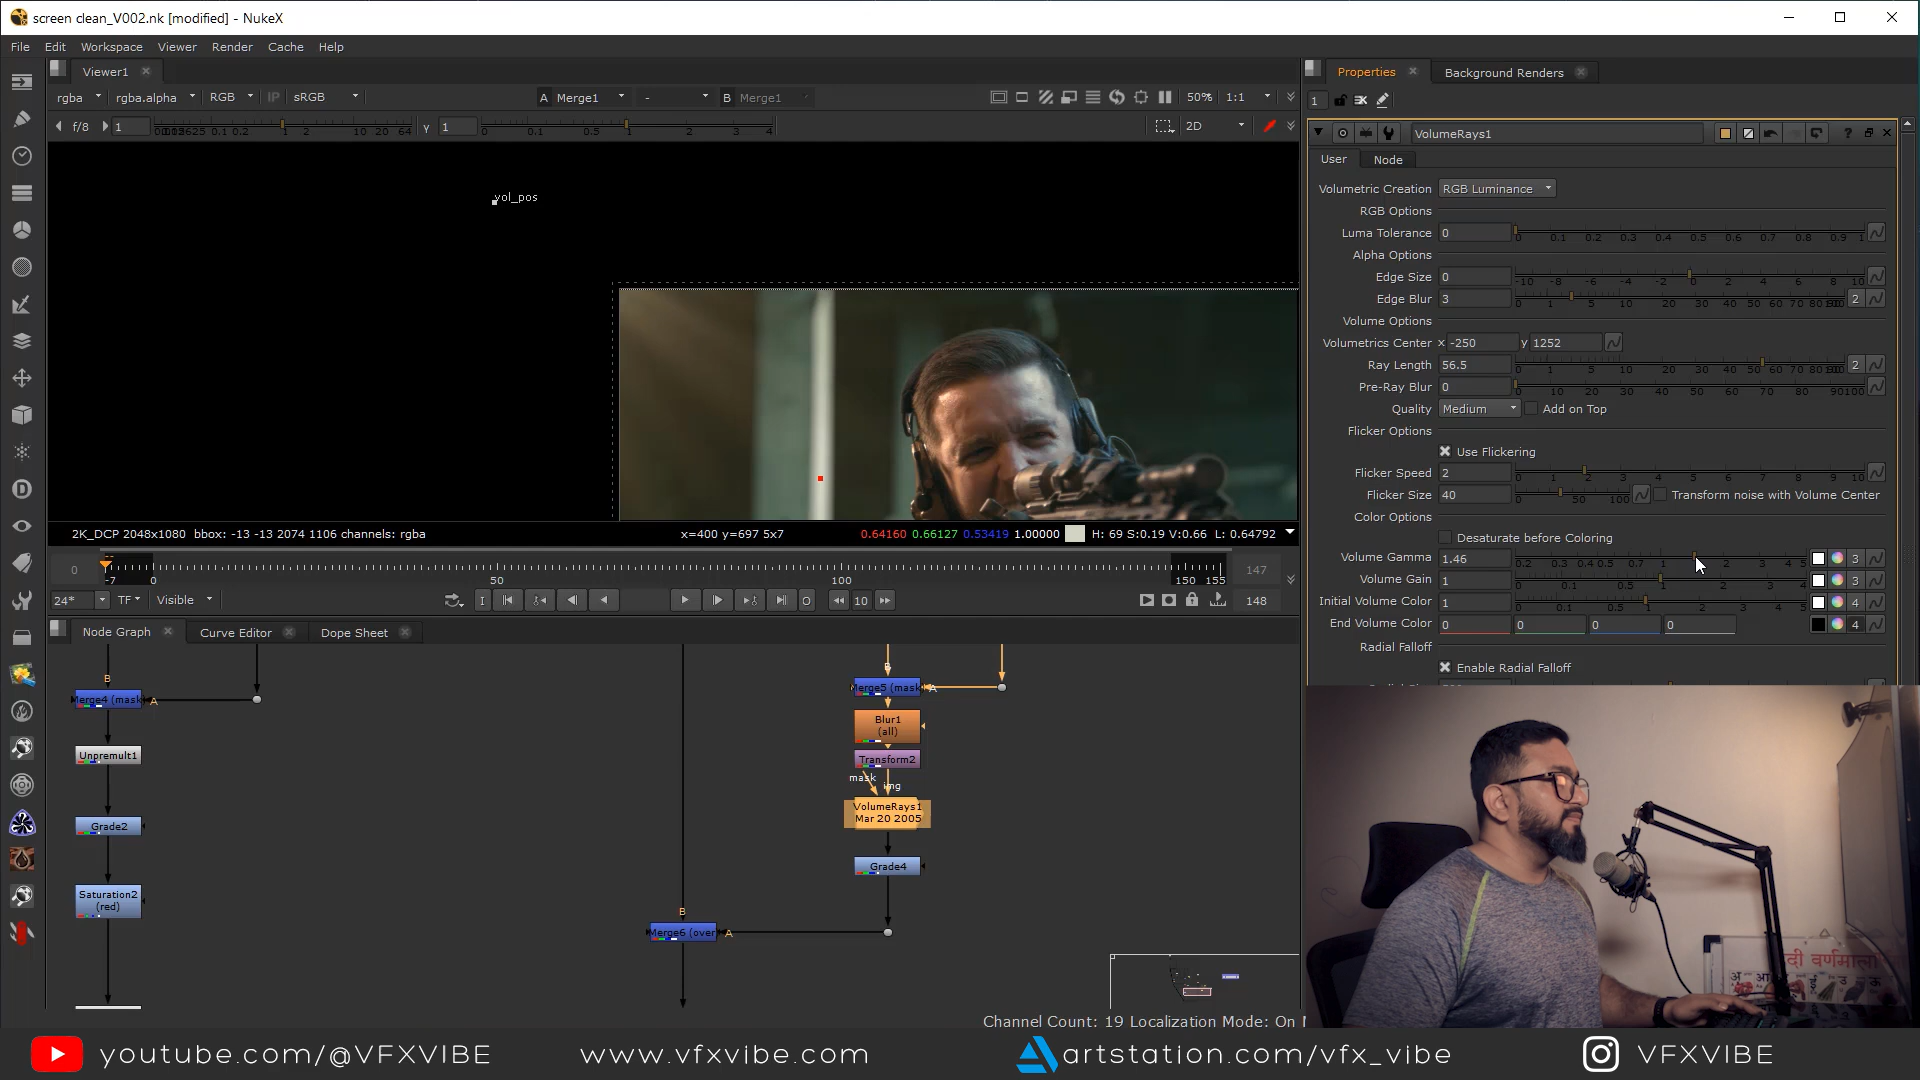 screen clean_V002.nk [modified] - NukeX
File Edit Workspace Viewer Render Cache Help
Viewer1
rgba rgba.alpha RGB IP sRGB A Merge1 - B Merge1 50% 1:1
f/8 1 y 1 2D
vol_pos
2K_DCP 2048x1080 bbox: -13 -13 2074 1106 channels: rgba x=400 y=697 5x7 0.64160 0.66127 0.53419 1.00000 H: 69 S:0.19 V:0.66 L: 0.64792
0 -7 0 50 100 150 155 147
24* TF Visible I O 10 148
Node Graph Curve Editor Dope Sheet
B
Merge4 (mask A
Unpremult1
Grade2
Saturation2
(red)
B
Merge5 (mask A
Blur1
(all)
Transform2
mask
img
VolumeRays1
Mar 20 2005
Grade4
B
Merge6 (over A
Channel Count: 19 Localization Mode: On
Properties Background Renders
1
VolumeRays1
User Node
Volumetric Creation RGB Luminance
RGB Options
Luma Tolerance 0
Alpha Options
Edge Size 0
Edge Blur 3 2
Volume Options
Volumetrics Center x -250 y 1252
Ray Length 56.5 2
Pre-Ray Blur 0
Quality Medium Add on Top
Flicker Options
Use Flickering
Flicker Speed 2
Flicker Size 40 Transform noise with Volume Center
Color Options
Desaturate before Coloring
Volume Gamma 1.46 3
Volume Gain 1 3
Initial Volume Color 1 4
End Volume Color 0 0 0 0 4
Radial Falloff
Enable Radial Falloff
youtube.com/@VFXVIBE www.vfxvibe.com artstation.com/vfx_vibe VFXVIBE